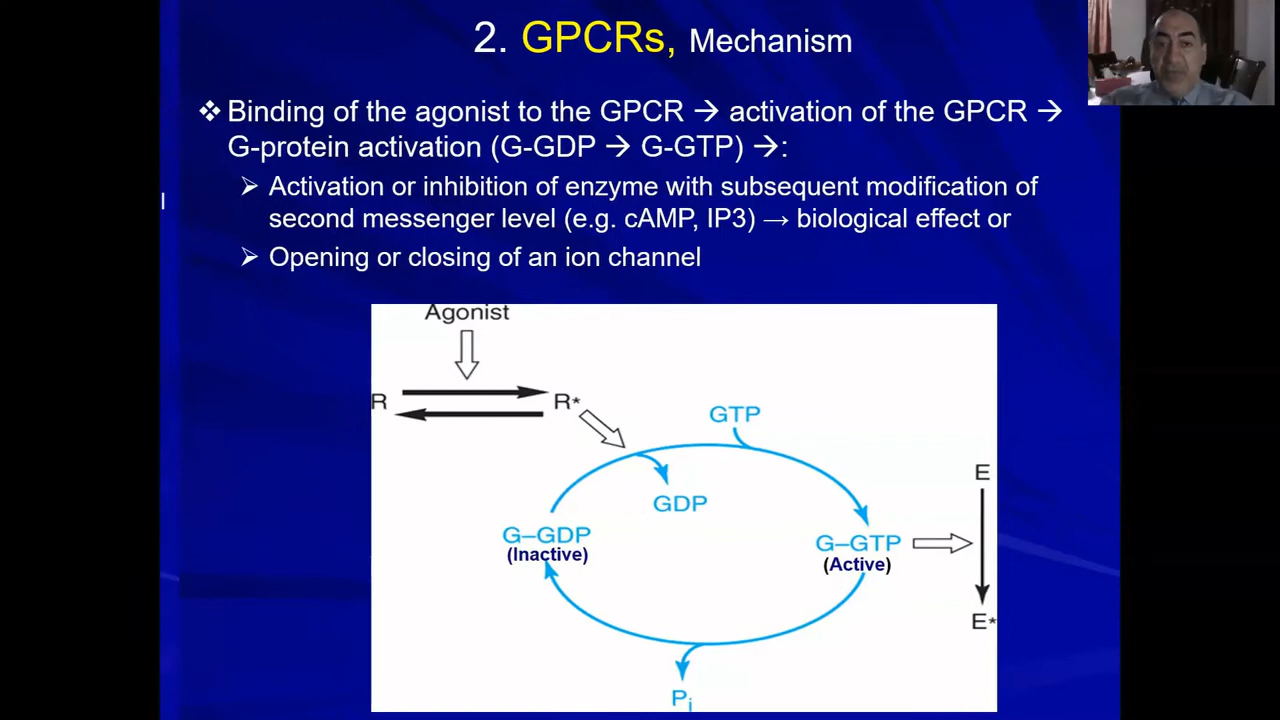 2. GPCRs, Mechanism
❖ Binding of the agonist to the GPCR → activation of the GPCR →
G-protein activation (G-GDP → G-GTP) →:
➢ Activation or inhibition of enzyme with subsequent modification of
second messenger level (e.g. cAMP, IP3) → biological effect or
➢ Opening or closing of an ion channel
Agonist
R
R*
GTP
GDP
E
G–GDP
(Inactive)
G–GTP
(Active)
E*
Pi